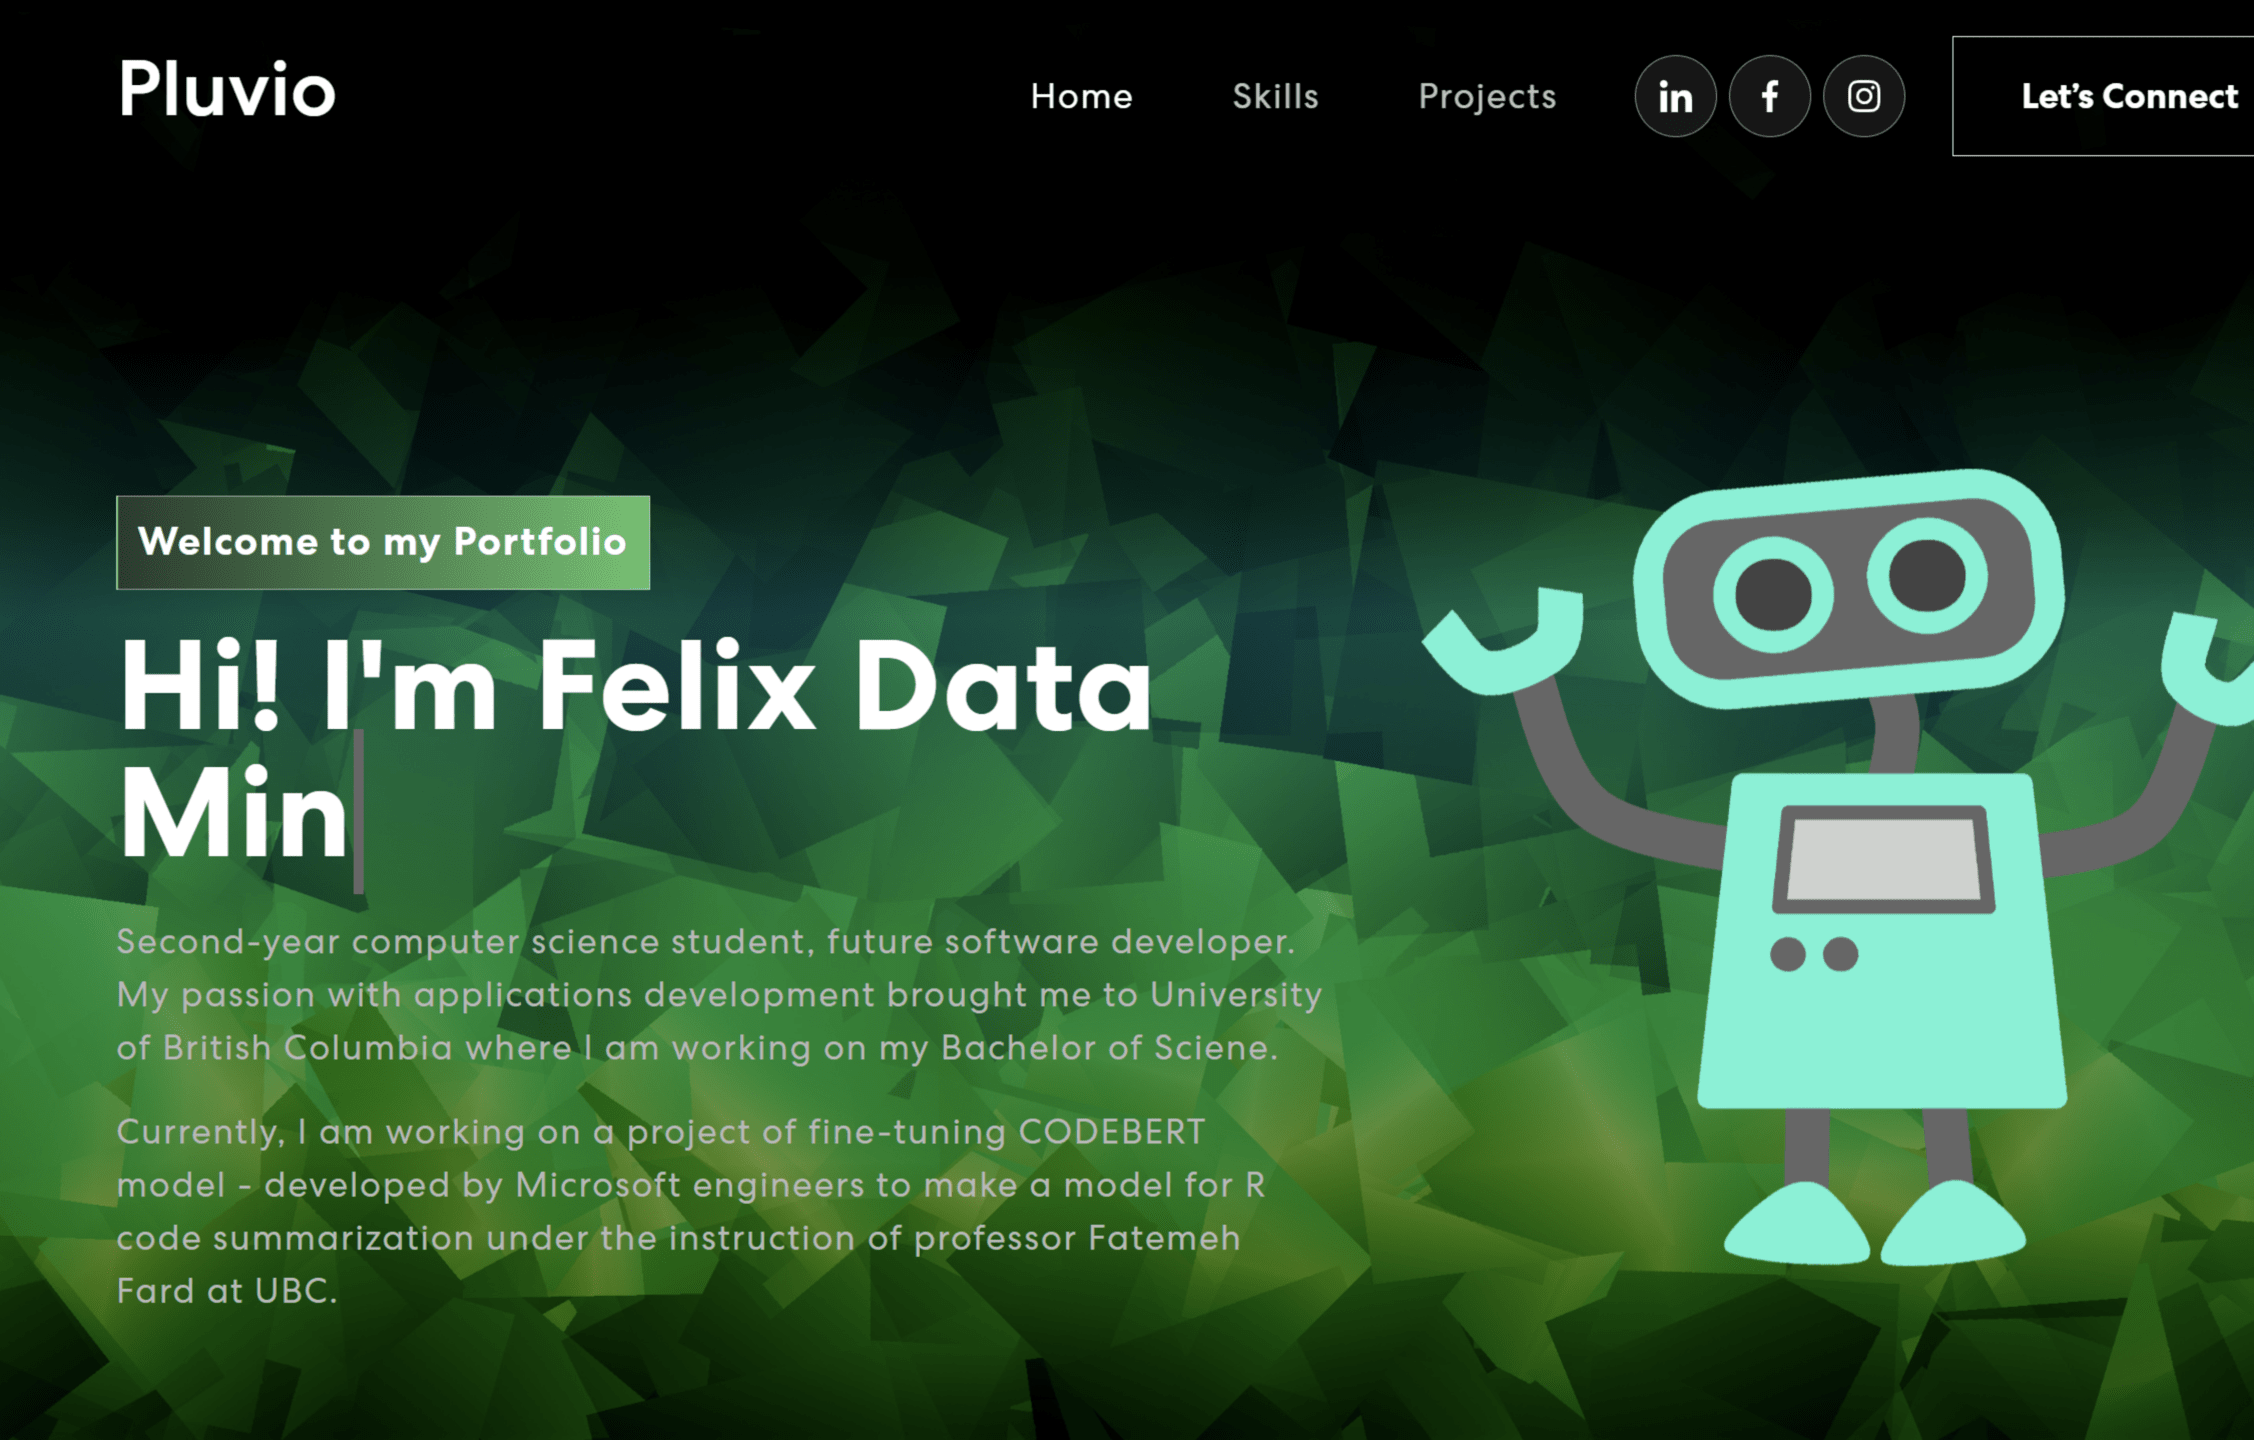 Pluvio
Home Skills Projects in f Let’s Connect
Welcome to my Portfolio
Hi! I'm Felix Data
Min
Second-year computer science student, future software developer.
My passion with applications development brought me to University
of British Columbia where I am working on my Bachelor of Sciene.
Currently, I am working on a project of fine-tuning CODEBERT
model - developed by Microsoft engineers to make a model for R
code summarization under the instruction of professor Fatemeh
Fard at UBC.